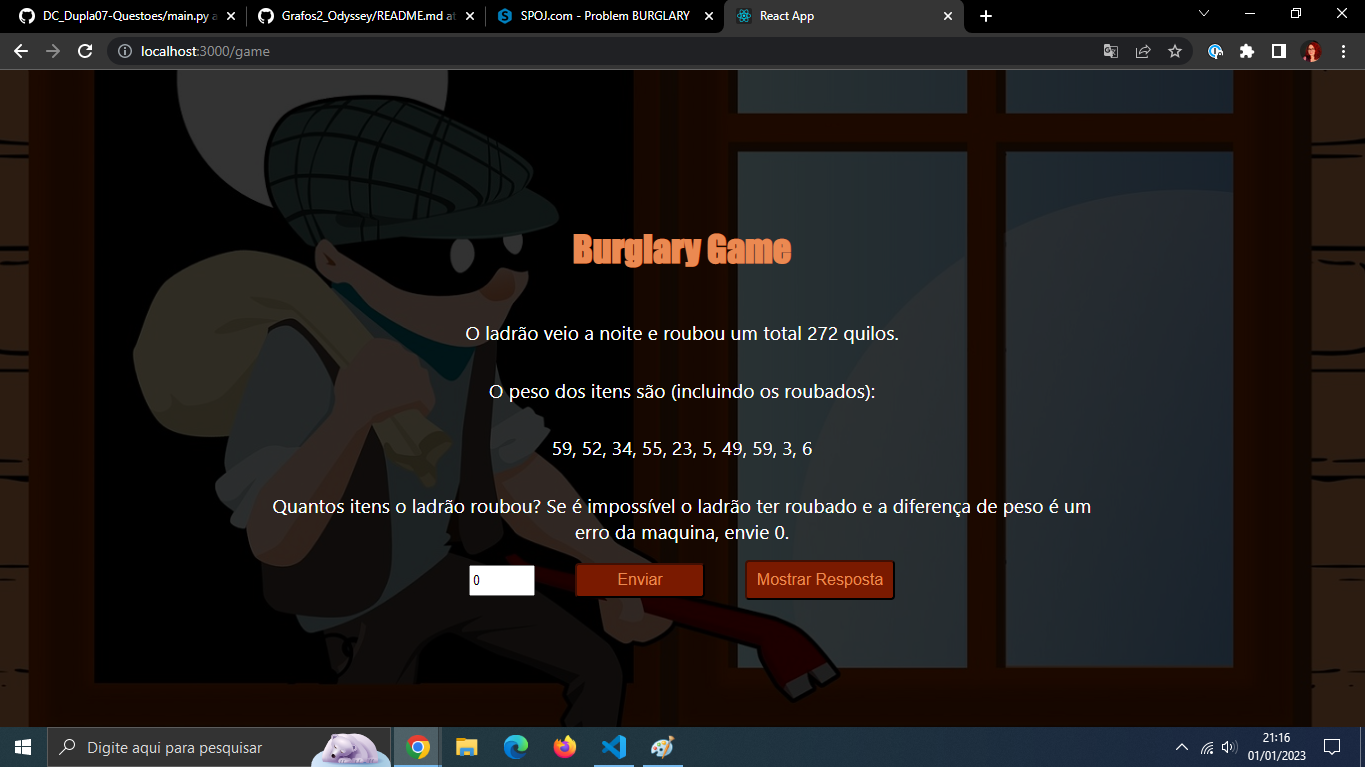 DC_Dupla07-Questoes/main.py a
Grafos2_Odyssey/README.md at
SPOJ.com - Problem BURGLARY
React App
localhost:3000/game
Burglary Game
O ladrão veio a noite e roubou um total 272 quilos.
O peso dos itens são (incluindo os roubados):
59, 52, 34, 55, 23, 5, 49, 59, 3, 6
Quantos itens o ladrão roubou? Se é impossível o ladrão ter roubado e a diferença de peso é um
erro da maquina, envie 0.
0
Enviar
Mostrar Resposta
Digite aqui para pesquisar
21:16
01/01/2023